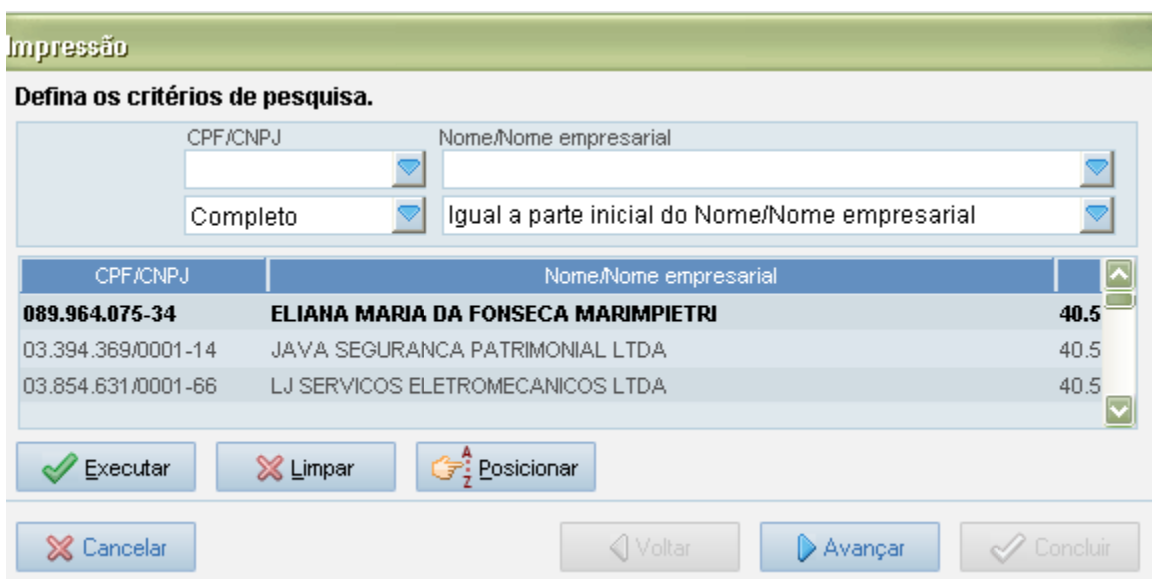 Impressão
Defina os critérios de pesquisa.
CPF/CNPJ Nome/Nome empresarial
Completo Igual a parte inicial do Nome/Nome empresarial
CPF/CNPJ Nome/Nome empresarial
089.964.075-34 ELIANA MARIA DA FONSECA MARIMPIETRI 40.5
03.394.369/0001-14 JAVA SEGURANCA PATRIMONIAL LTDA 40.5
03.854.631/0001-66 LJ SERVICOS ELETROMECANICOS LTDA 40.5
Executar Limpar A Z Posicionar
Cancelar Voltar Avançar Concluir